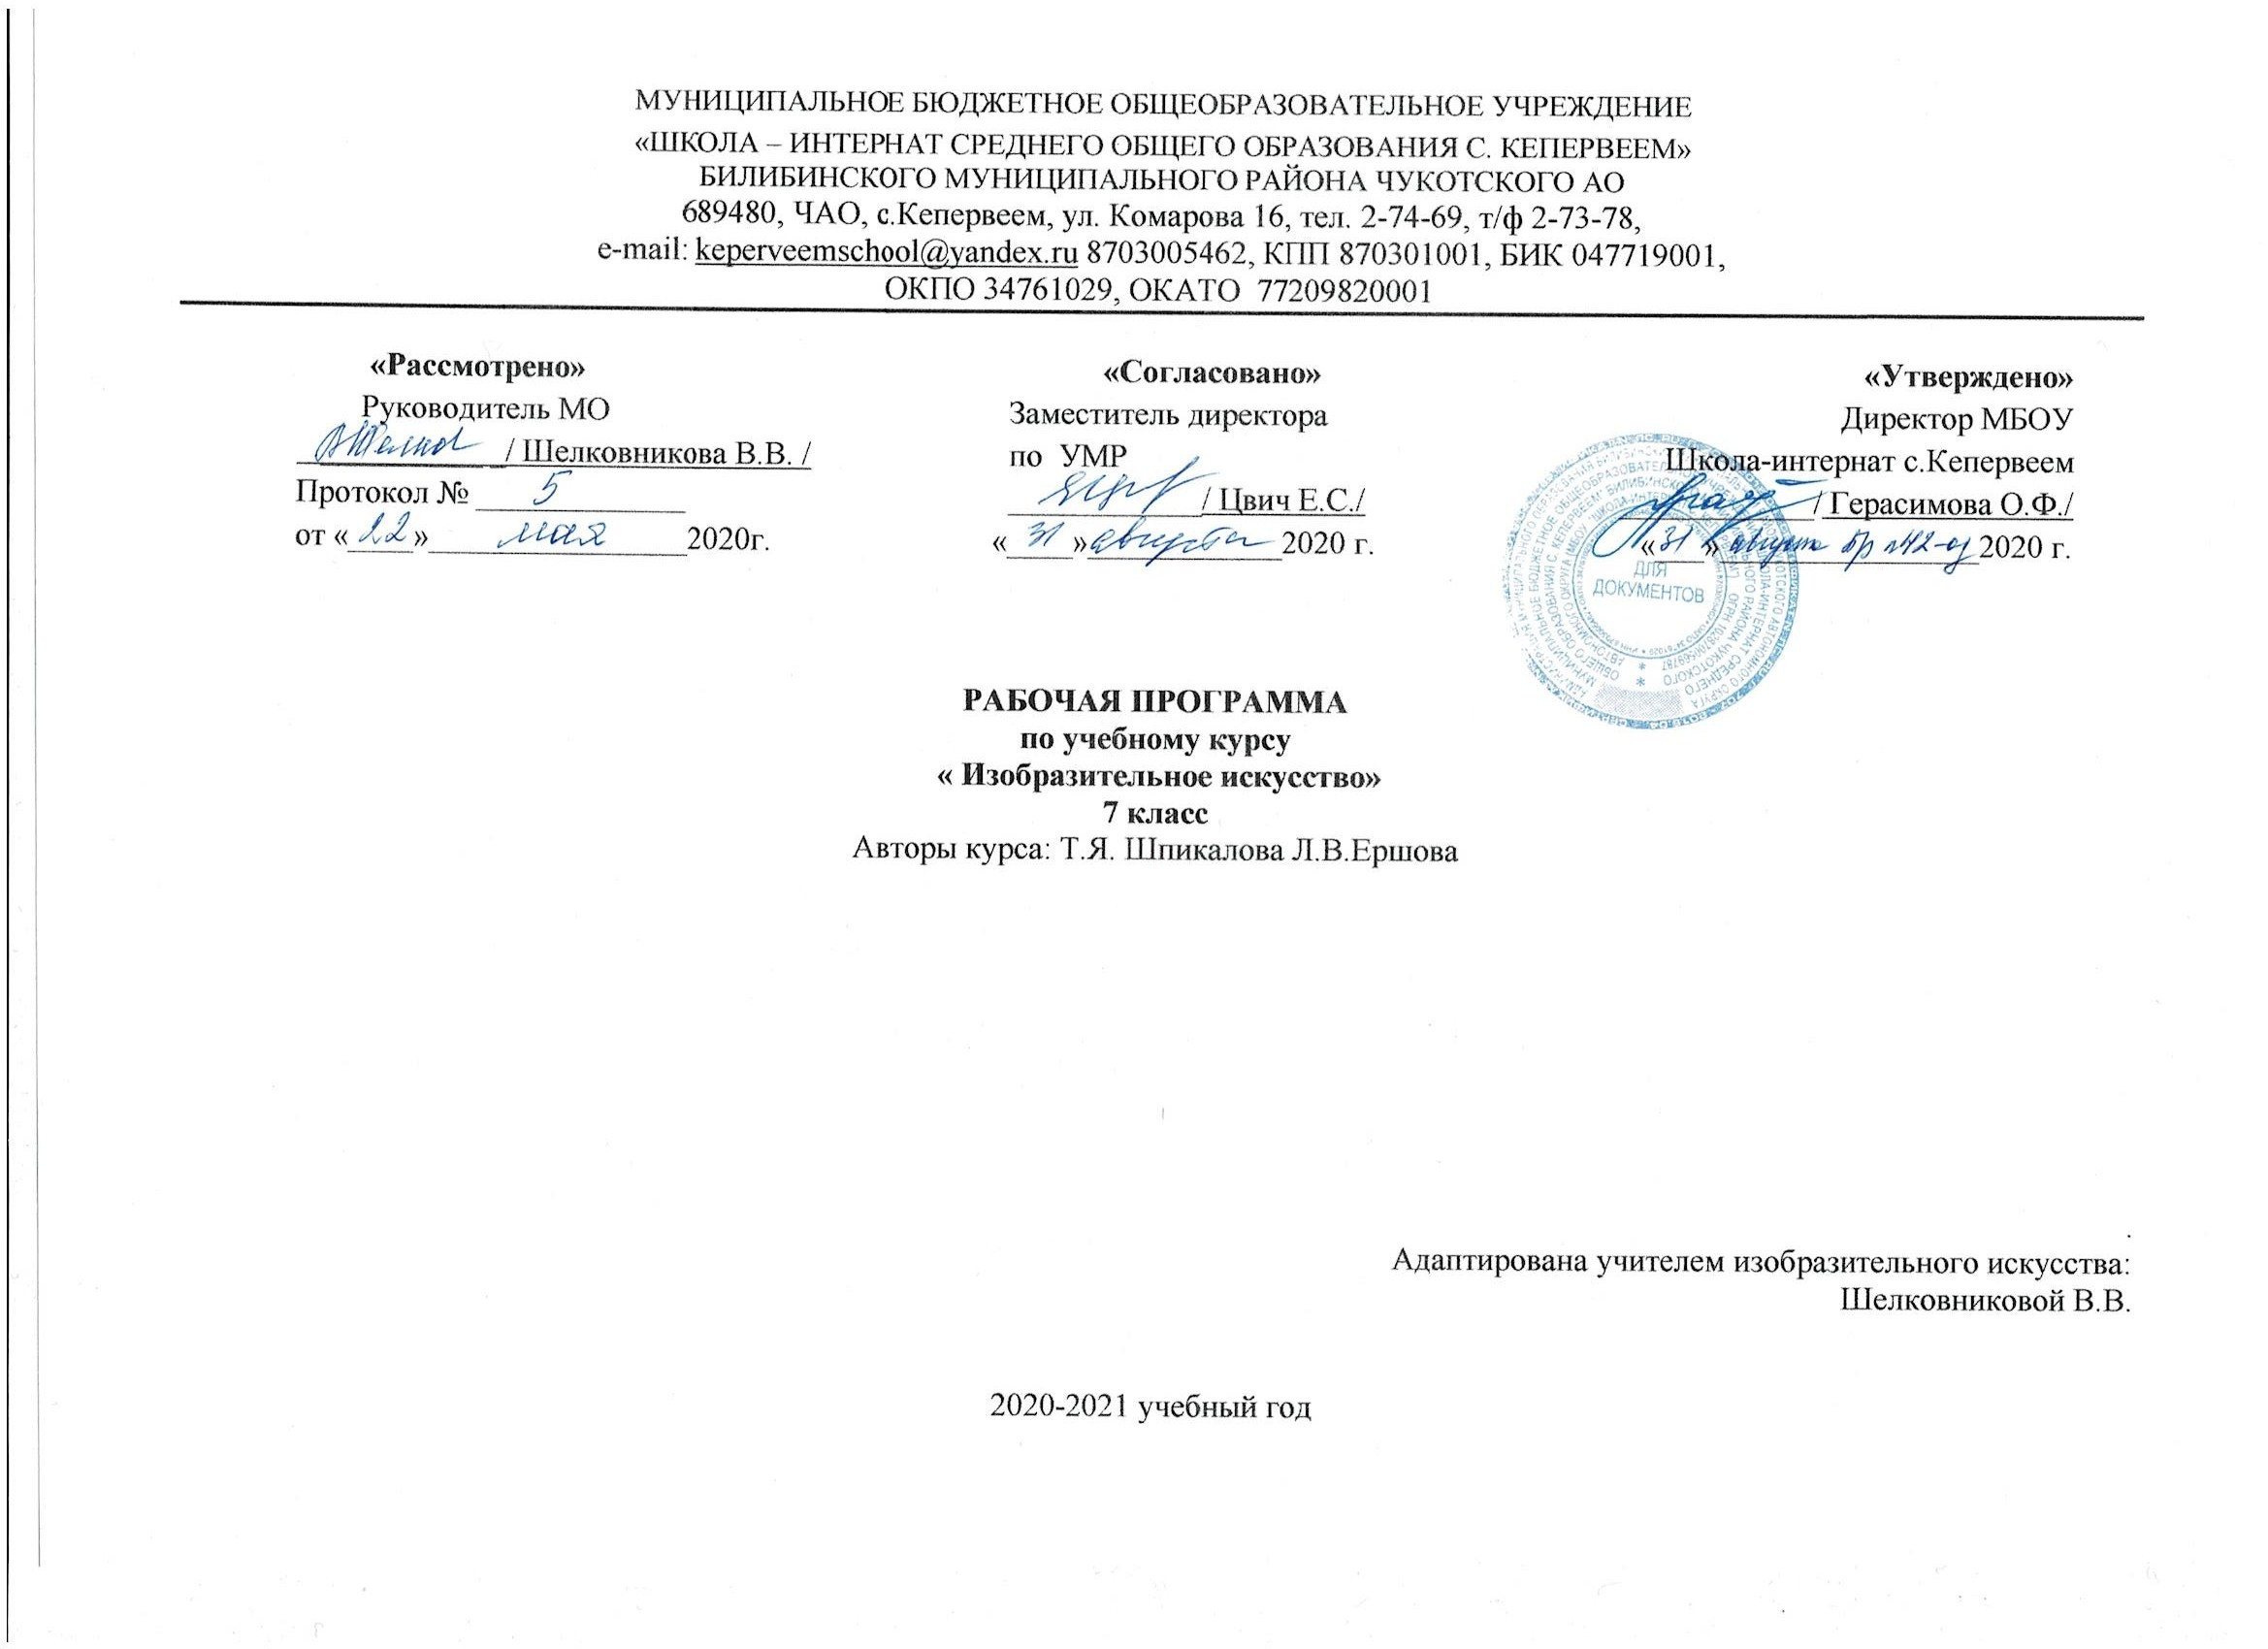 МУНИЦИПАЛЬНОЕ БЮДЖЕТНОЕ ОБЩЕОБРАЗОВАТЕЛЬНОЕ УЧРЕЖДЕНИЕ
«ШКОЛА – ИНТЕРНАТ СРЕДНЕГО ОБЩЕГО ОБРАЗОВАНИЯ С. КЕПЕРВЕЕМ»
БИЛИБИНСКОГО МУНИЦИПАЛЬНОГО РАЙОНА ЧУКОТСКОГО АО
689480, ЧАО, с.Кепервеем, ул. Комарова 16, тел. 2-74-69, т/ф 2-73-78,
e-mail: keperveemschool@yandex.ru 8703005462, КПП 870301001, БИК 047719001,
ОКПО 34761029, ОКАТО 77209820001
«Рассмотрено»
Руководитель МО
/ Шелковникова В.В. /
Протокол № 5
от «22» мая 2020г.
«Согласовано»
Заместитель директора
по УМР
/ Цвич Е.С./
«31» августа 2020 г.
«Утверждено»
Директор МБОУ
Школа-интернат с.Кепервеем
/ Герасимова О.Ф./
«31» августа 2020 г.
ДЛЯ
ДОКУМЕНТОВ
РАБОЧАЯ ПРОГРАММА
по учебному курсу
« Изобразительное искусство»
7 класс
Авторы курса: Т.Я. Шпикалова Л.В.Ершова
Адаптирована учителем изобразительного искусства:
Шелковниковой В.В.
2020-2021 учебный год